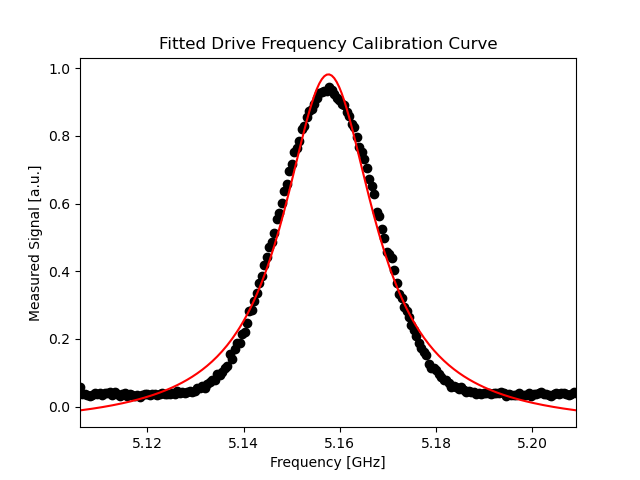 Fitted Drive Frequency Calibration Curve
Measured Signal [a.u.]
1.0
0.8
0.6
0.4
0.2
0.0
5.12 5.14 5.16 5.18 5.20
Frequency [GHz]